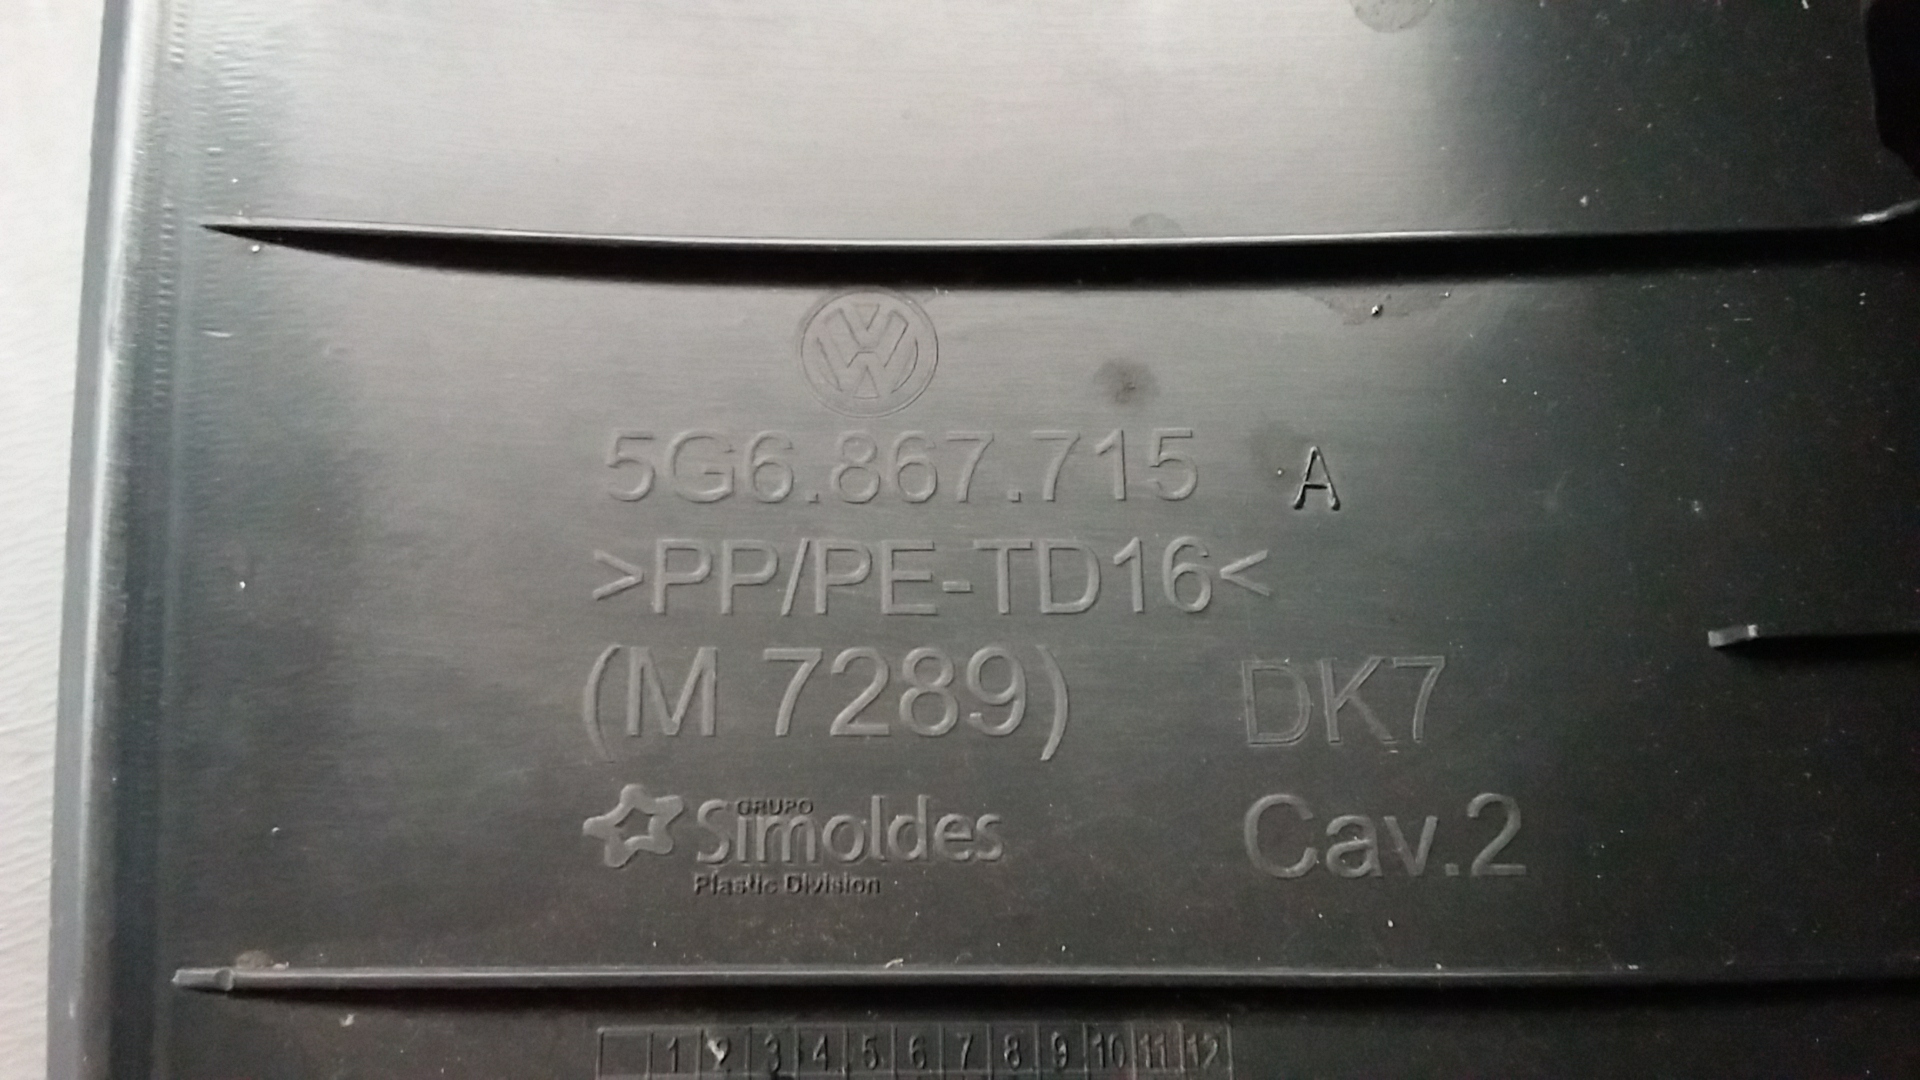 5G6.867.715 A
>PP/PE-TD16<
(M 7289) DK7
GRUPO
Simoldes Cav.2
Plastic Division
1 2 3 4 5 6 7 8 9 10 11 12